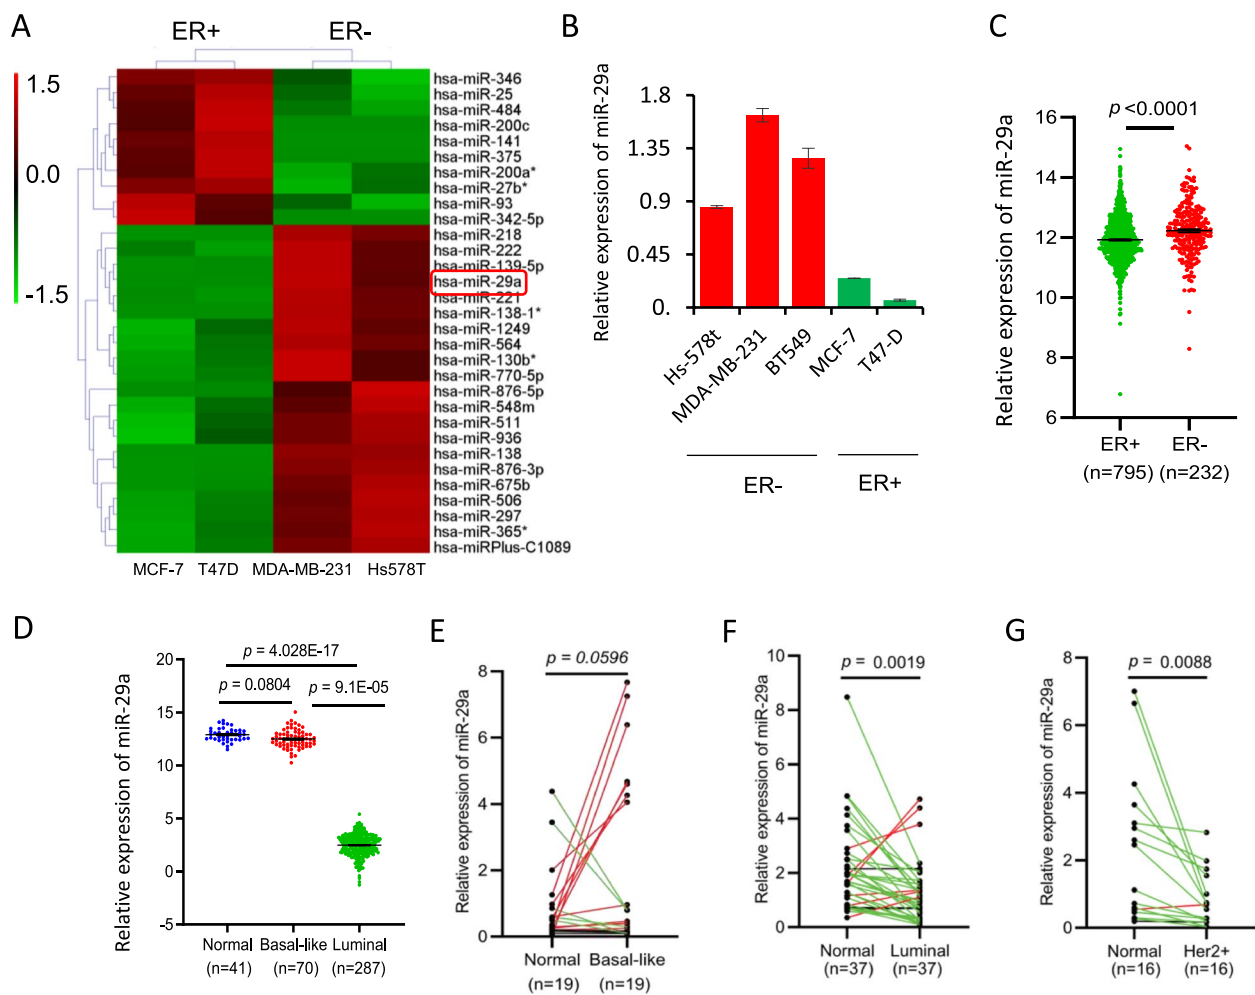 A
ER+ ER-
1.5
0.0
-1.5
hsa-miR-346
hsa-miR-25
hsa-miR-484
hsa-miR-200c
hsa-miR-141
hsa-miR-375
hsa-miR-200a*
hsa-miR-27b*
hsa-miR-93
hsa-miR-342-5p
hsa-miR-218
hsa-miR-222
hsa-miR-139-5p
hsa-miR-29a
hsa-miR-221
hsa-miR-138-1*
hsa-miR-1249
hsa-miR-564
hsa-miR-130b*
hsa-miR-770-5p
hsa-miR-876-5p
hsa-miR-548m
hsa-miR-511
hsa-miR-936
hsa-miR-138
hsa-miR-876-3p
hsa-miR-675b
hsa-miR-506
hsa-miR-297
hsa-miR-365*
hsa-miRPlus-C1089
MCF-7 T47D MDA-MB-231 Hs578T
B
Relative expression of miR-29a
1.8
1.35
0.9
0.45
0.
Hs-578t
MDA-MB-231
BT549
MCF-7
T47-D
ER- ER+
C
Relative expression of miR-29a
p <0.0001
16
14
12
10
8
6
ER+ ER-
(n=795) (n=232)
D
Relative expression of miR-29a
p = 4.028E-17
p = 0.0804 p = 9.1E-05
20
15
10
5
0
-5
Normal Basal-like Luminal
(n=41) (n=70) (n=287)
E
Relative expression of miR-29a
p = 0.0596
8
6
4
2
0
Normal Basal-like
(n=19) (n=19)
F
Relative expression of miR-29a
p = 0.0019
10
8
6
4
2
0
Normal Luminal
(n=37) (n=37)
G
Relative expression of miR-29a
p = 0.0088
8
6
4
2
0
Normal Her2+
(n=16) (n=16)